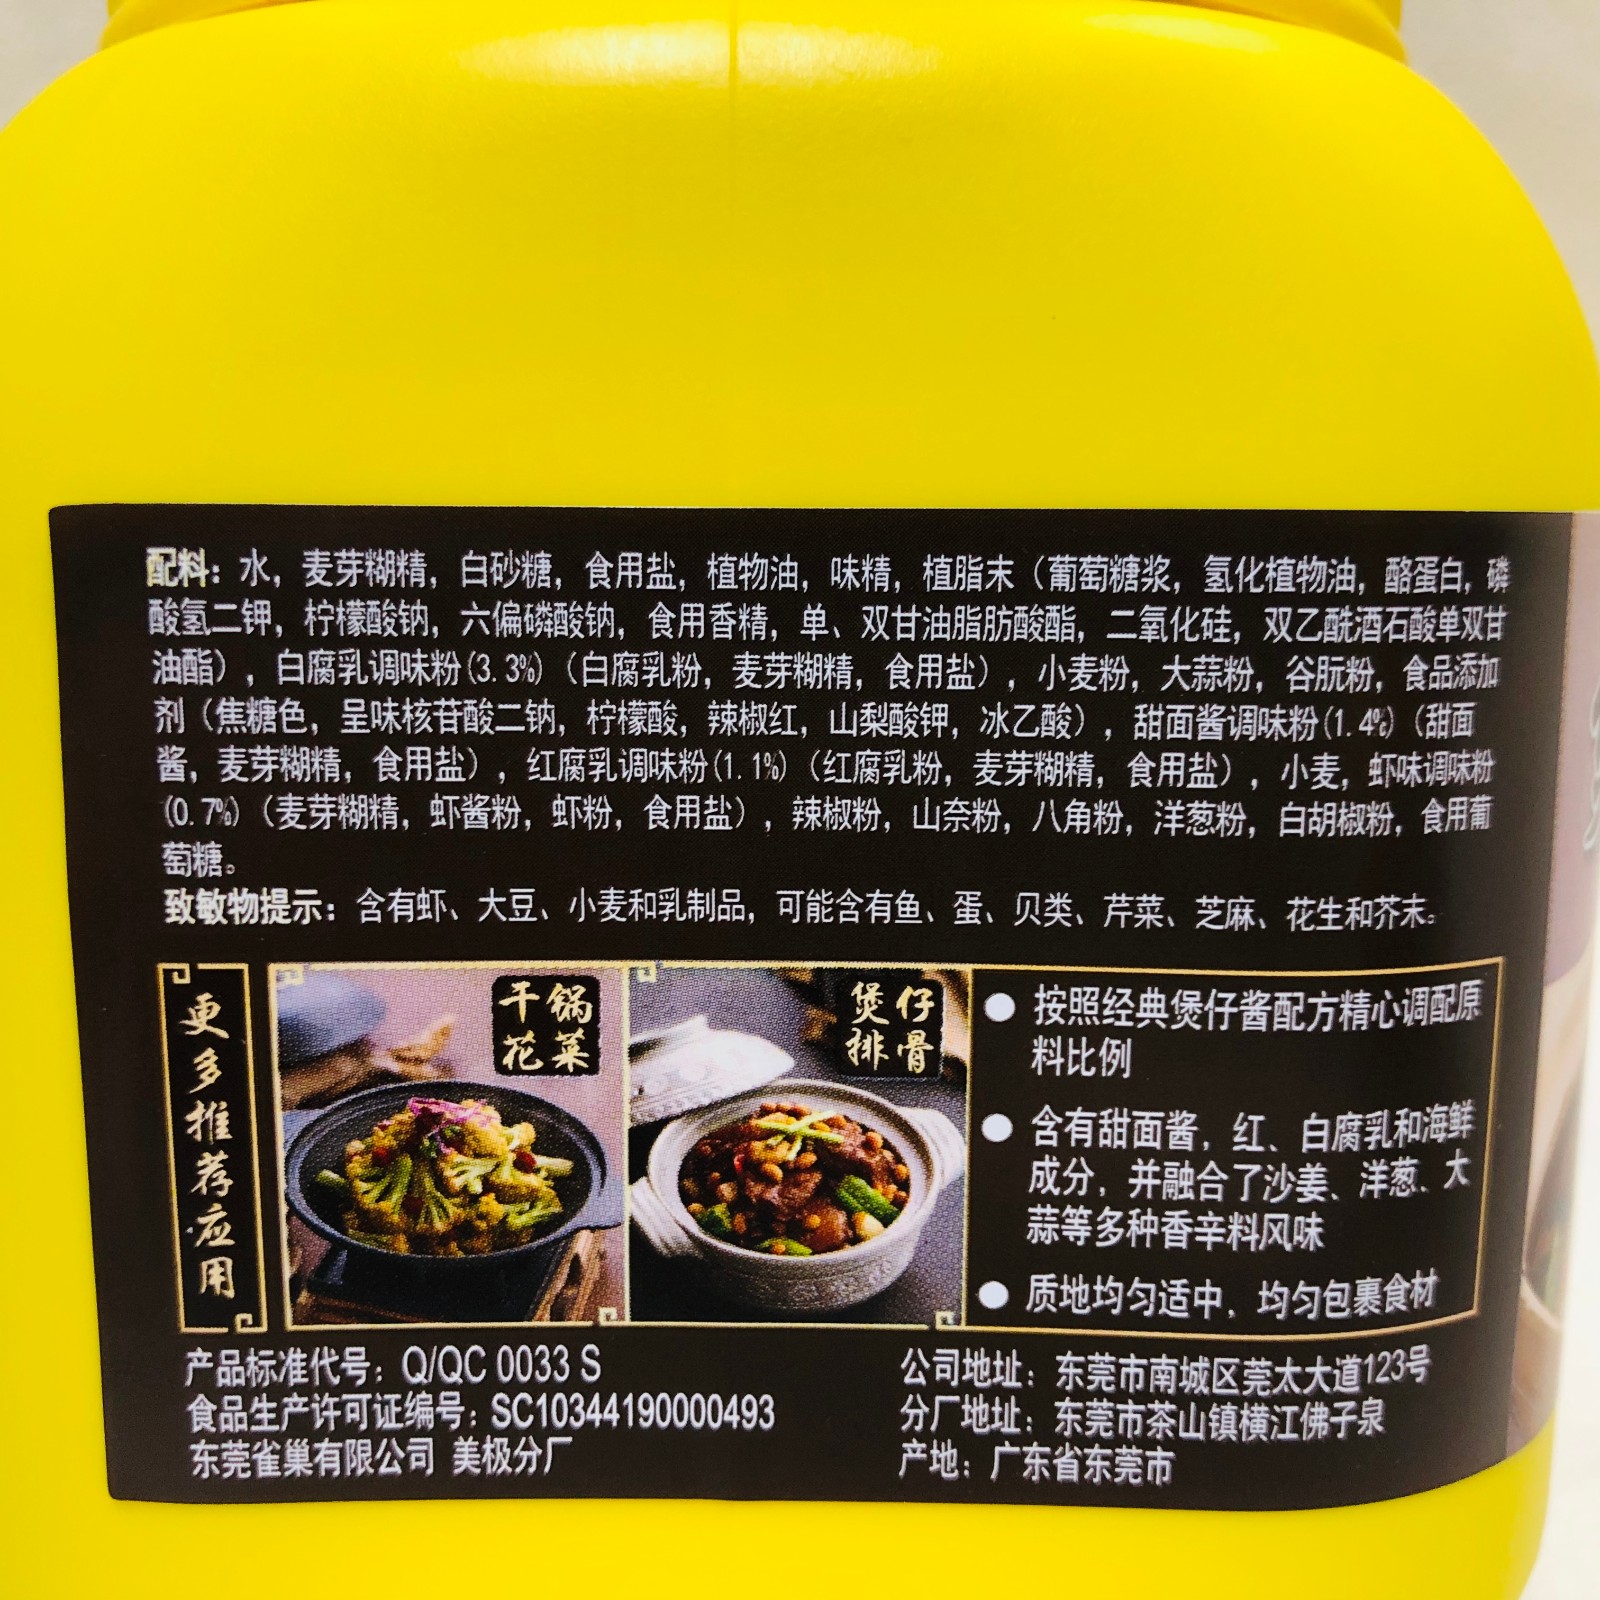 配料：水，麦芽糊精，白砂糖，食用盐，植物油，味精，植脂末（葡萄糖浆，氢化植物油，酪蛋白，磷
酸氢二钾，柠檬酸钠，六偏磷酸钠，食用香精，单、双甘油脂肪酸酯，二氧化硅，双乙酰酒石酸单双甘
油酯），白腐乳调味粉(3.3%)（白腐乳粉，麦芽糊精，食用盐），小麦粉，大蒜粉，谷朊粉，食品添加
剂（焦糖色，呈味核苷酸二钠，柠檬酸，辣椒红，山梨酸钾，冰乙酸），甜面酱调味粉(1.4%)（甜面
酱，麦芽糊精，食用盐），红腐乳调味粉(1.1%)（红腐乳粉，麦芽糊精，食用盐），小麦，虾味调味粉
(0.7%)（麦芽糊精，虾酱粉，虾粉，食用盐），辣椒粉，山奈粉，八角粉，洋葱粉，白胡椒粉，食用葡
萄糖。
致敏物提示：含有虾、大豆、小麦和乳制品，可能含有鱼、蛋、贝类、芹菜、芝麻、花生和芥末。
更多推荐应用
干锅
花菜
煲仔
排骨
● 按照经典煲仔酱配方精心调配原
料比例
● 含有甜面酱，红、白腐乳和海鲜
成分，并融合了沙姜、洋葱、大
蒜等多种香辛料风味
● 质地均匀适中，均匀包裹食材
产品标准代号：Q/QC 0033 S
食品生产许可证编号：SC10344190000493
东莞雀巢有限公司 美极分厂
公司地址：东莞市南城区莞太大道123号
分厂地址：东莞市茶山镇横江佛子泉
产地：广东省东莞市